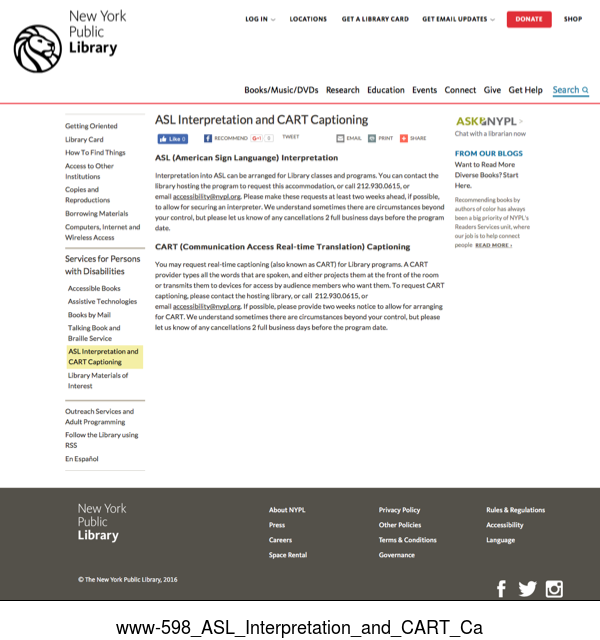 New York
Public
Library
LOG IN
LOCATIONS
GET A LIBRARY CARD
GET EMAIL UPDATES
DONATE
SHOP
Books/Music/DVDs Research Education Events Connect Give Get Help Search
Getting Oriented
Library Card
How To Find Things
Access to Other
Institutions
Copies and
Reproductions
Borrowing Materials
Computers, Internet and
Wireless Access
Services for Persons
with Disabilities
Accessible Books
Assistive Technologies
Books by Mail
Talking Book and
Braille Service
ASL Interpretation and
CART Captioning
Library Materials of
Interest
Outreach Services and
Adult Programming
Follow the Library using
RSS
En Español
ASL Interpretation and CART Captioning
Like 0
RECOMMEND
G+1 0
TWEET
EMAIL
PRINT
SHARE
ASL (American Sign Languange) Interpretation
Interpretation into ASL can be arranged for Library classes and programs. You can contact the
library hosting the program to request this accommodation, or call 212.930.0615, or
email accessibility@nypl.org. Please make these requests at least two weeks ahead, if possible,
to allow for securing an interpreter. We understand sometimes there are circumstances beyond
your control, but please let us know of any cancellations 2 full business days before the program
date.
CART (Communication Access Real-time Translation) Captioning
You may request real-time captioning (also known as CART) for Library programs. A CART
provider types all the words that are spoken, and either projects them at the front of the room
or transmits them to devices for access by audience members who want them. To request CART
captioning, please contact the hosting library, or call 212.930.0615, or
email accessibility@nypl.org. If possible, please provide two weeks notice to allow for arranging
for CART. We understand sometimes there are circumstances beyond your control, but please
let us know of any cancellations 2 full business days before the program date.
ASK NYPL >
Chat with a librarian now
FROM OUR BLOGS
Want to Read More
Diverse Books? Start
Here.
Recommending books by
authors of color has always
been a big priority of NYPL's
Readers Services unit, where
our job is to help connect
people READ MORE ›
New York
Public
Library
About NYPL
Press
Careers
Space Rental
Privacy Policy
Other Policies
Terms & Conditions
Governance
Rules & Regulations
Accessibility
Language
© The New York Public Library, 2016
www-598_ASL_Interpretation_and_CART_Ca